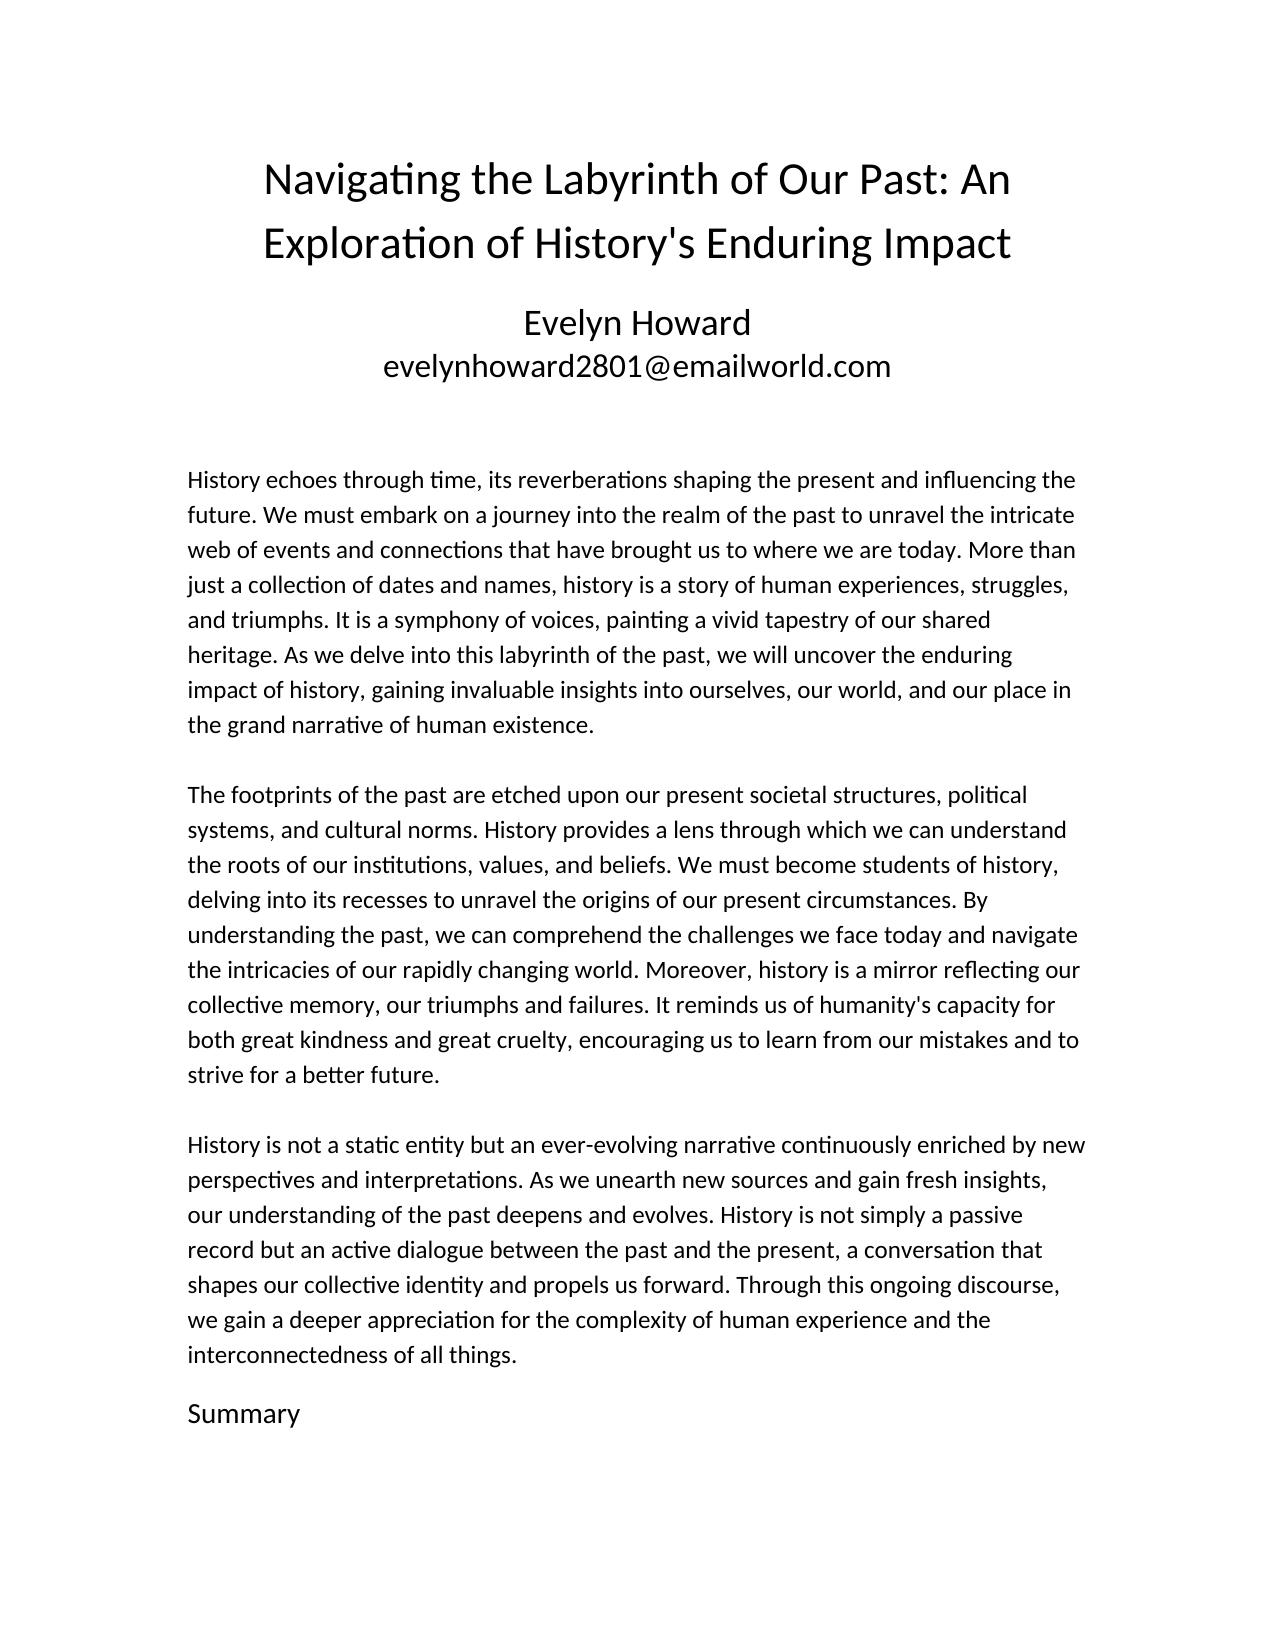 Navigating the Labyrinth of Our Past: An
Exploration of History's Enduring Impact
Evelyn Howard
evelynhoward2801@emailworld.com
History echoes through time, its reverberations shaping the present and influencing the
future. We must embark on a journey into the realm of the past to unravel the intricate
web of events and connections that have brought us to where we are today. More than
just a collection of dates and names, history is a story of human experiences, struggles,
and triumphs. It is a symphony of voices, painting a vivid tapestry of our shared
heritage. As we delve into this labyrinth of the past, we will uncover the enduring
impact of history, gaining invaluable insights into ourselves, our world, and our place in
the grand narrative of human existence.
The footprints of the past are etched upon our present societal structures, political
systems, and cultural norms. History provides a lens through which we can understand
the roots of our institutions, values, and beliefs. We must become students of history,
delving into its recesses to unravel the origins of our present circumstances. By
understanding the past, we can comprehend the challenges we face today and navigate
the intricacies of our rapidly changing world. Moreover, history is a mirror reflecting our
collective memory, our triumphs and failures. It reminds us of humanity's capacity for
both great kindness and great cruelty, encouraging us to learn from our mistakes and to
strive for a better future.
History is not a static entity but an ever-evolving narrative continuously enriched by new
perspectives and interpretations. As we unearth new sources and gain fresh insights,
our understanding of the past deepens and evolves. History is not simply a passive
record but an active dialogue between the past and the present, a conversation that
shapes our collective identity and propels us forward. Through this ongoing discourse,
we gain a deeper appreciation for the complexity of human experience and the
interconnectedness of all things.
Summary